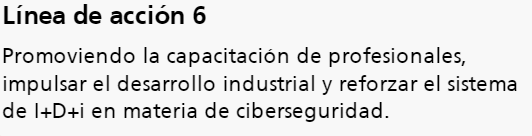 Línea de acción 6
Promoviendo la capacitación de profesionales,
impulsar el desarrollo industrial y reforzar el sistema
de I+D+i en materia de ciberseguridad.